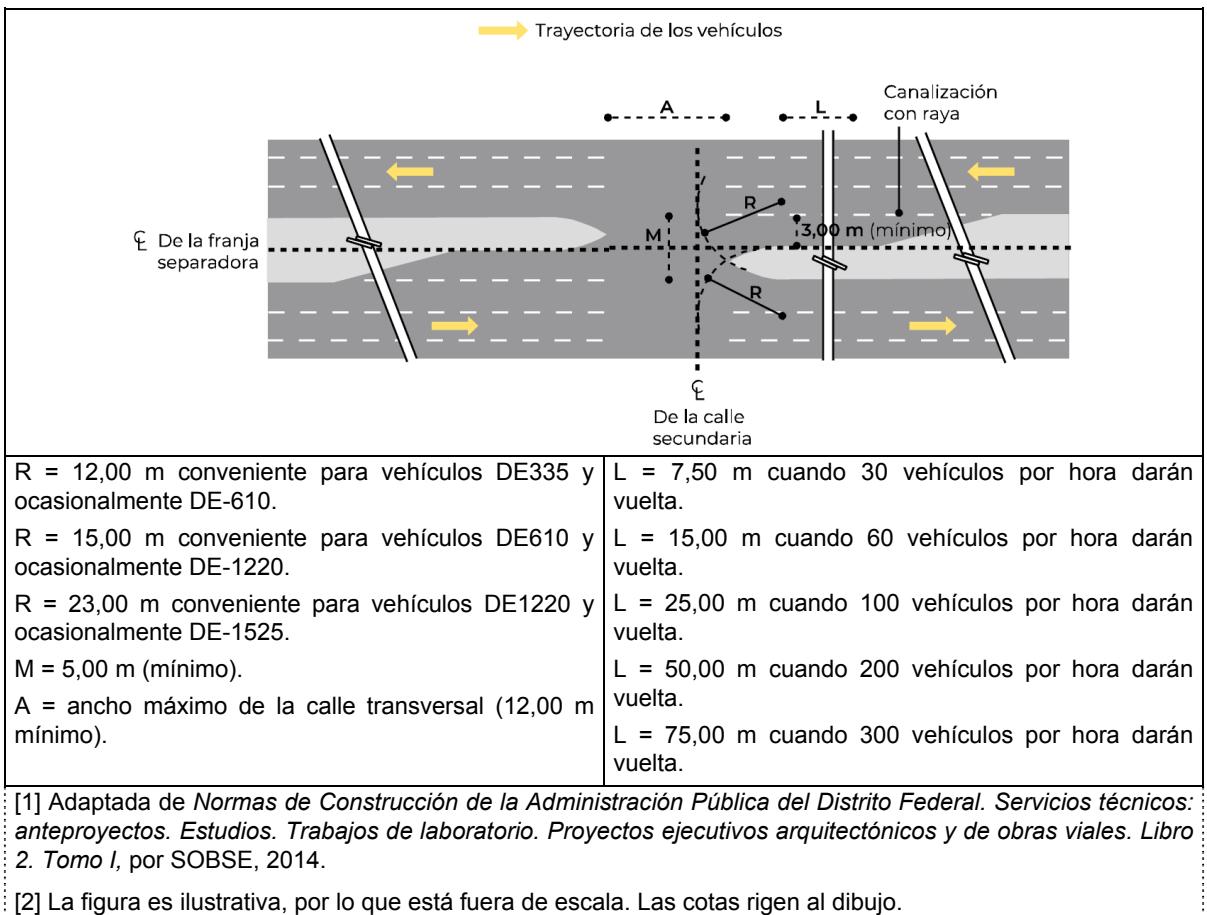 Trayectoria de los vehículos
A
L
Canalización
con raya
R
M
3,00 m (mínimo)
℄ De la franja
separadora
R
℄
De la calle
secundaria
R = 12,00 m conveniente para vehículos DE335 y
ocasionalmente DE-610.
R = 15,00 m conveniente para vehículos DE610 y
ocasionalmente DE-1220.
R = 23,00 m conveniente para vehículos DE1220 y
ocasionalmente DE-1525.
M = 5,00 m (mínimo).
A = ancho máximo de la calle transversal (12,00 m
mínimo).
L = 7,50 m cuando 30 vehículos por hora darán
vuelta.
L = 15,00 m cuando 60 vehículos por hora darán
vuelta.
L = 25,00 m cuando 100 vehículos por hora darán
vuelta.
L = 50,00 m cuando 200 vehículos por hora darán
vuelta.
L = 75,00 m cuando 300 vehículos por hora darán
vuelta.
[1] Adaptada de Normas de Construcción de la Administración Pública del Distrito Federal. Servicios técnicos:
anteproyectos. Estudios. Trabajos de laboratorio. Proyectos ejecutivos arquitectónicos y de obras viales. Libro
2. Tomo I, por SOBSE, 2014.
[2] La figura es ilustrativa, por lo que está fuera de escala. Las cotas rigen al dibujo.